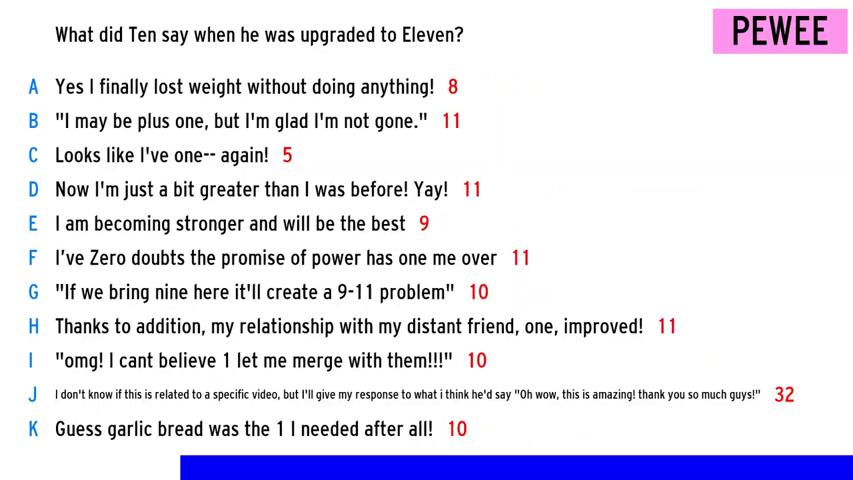 What did Ten say when he was upgraded to Eleven?
PEWEE
A Yes I finally lost weight without doing anything! 8
B "I may be plus one, but I'm glad I'm not gone." 11
C Looks like I've one-- again! 5
D Now I'm just a bit greater than I was before! Yay! 11
E I am becoming stronger and will be the best 9
F I've Zero doubts the promise of power has one me over 11
G "If we bring nine here it'll create a 9-11 problem" 10
H Thanks to addition, my relationship with my distant friend, one, improved! 11
I "omg! I cant believe 1 let me merge with them!!!" 10
J I don't know if this is related to a specific video, but I'll give my response to what i think he'd say "Oh wow, this is amazing! thank you so much guys!" 32
K Guess garlic bread was the 1 I needed after all! 10